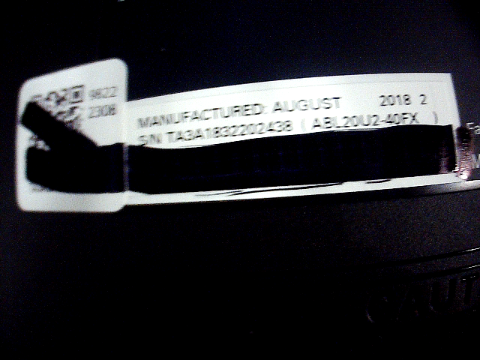 9822
2308
MANUFACTURED: AUGUST 2018 2
S/N TA3A1832202438 ( ABL20U2-40FX )